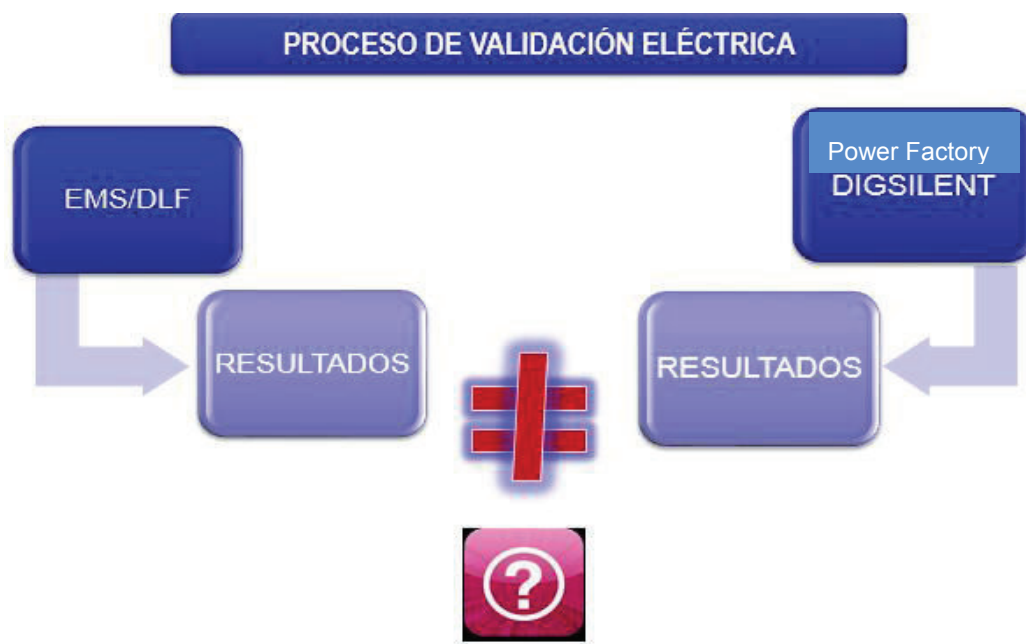 PROCESO DE VALIDACIÓN ELÉCTRICA
EMS/DLF
Power Factory
DIGSILENT
RESULTADOS
RESULTADOS
≠
?